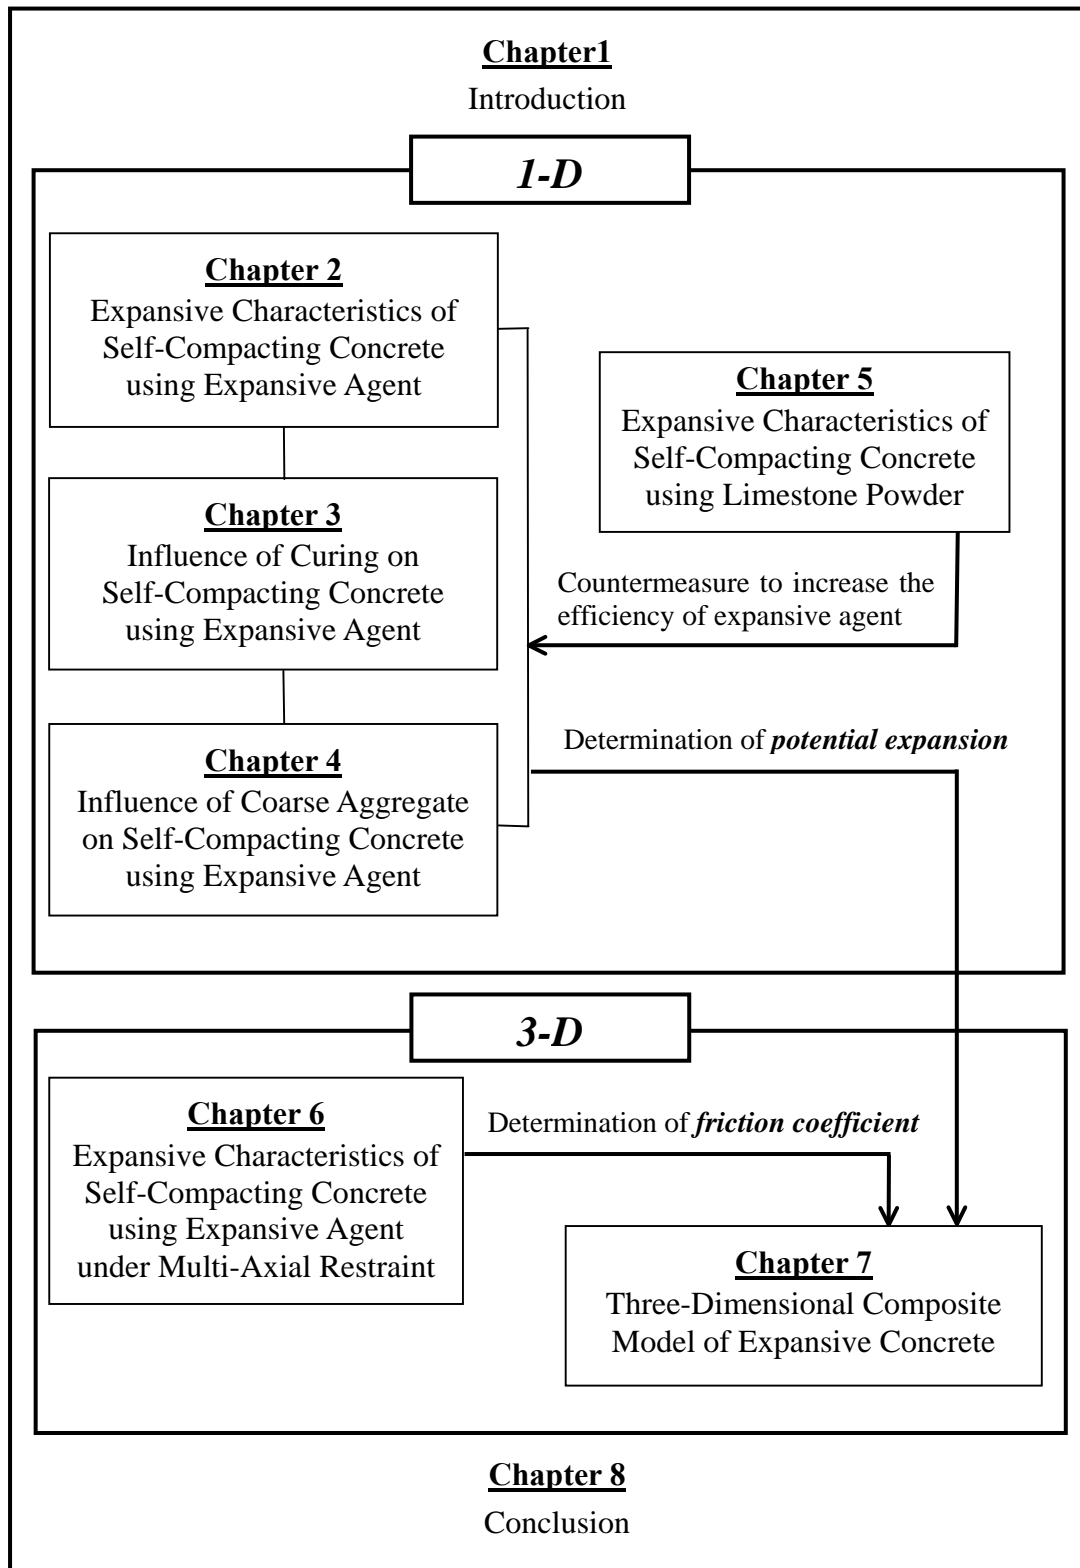 Chapter1
Introduction
1-D
Chapter 2
Expansive Characteristics of
Self-Compacting Concrete
using Expansive Agent
Chapter 3
Influence of Curing on
Self-Compacting Concrete
using Expansive Agent
Chapter 4
Influence of Coarse Aggregate
on Self-Compacting Concrete
using Expansive Agent
Chapter 5
Expansive Characteristics of
Self-Compacting Concrete
using Limestone Powder
Countermeasure to increase the
efficiency of expansive agent
Determination of potential expansion
3-D
Chapter 6
Expansive Characteristics of
Self-Compacting Concrete
using Expansive Agent
under Multi-Axial Restraint
Determination of friction coefficient
Chapter 7
Three-Dimensional Composite
Model of Expansive Concrete
Chapter 8
Conclusion